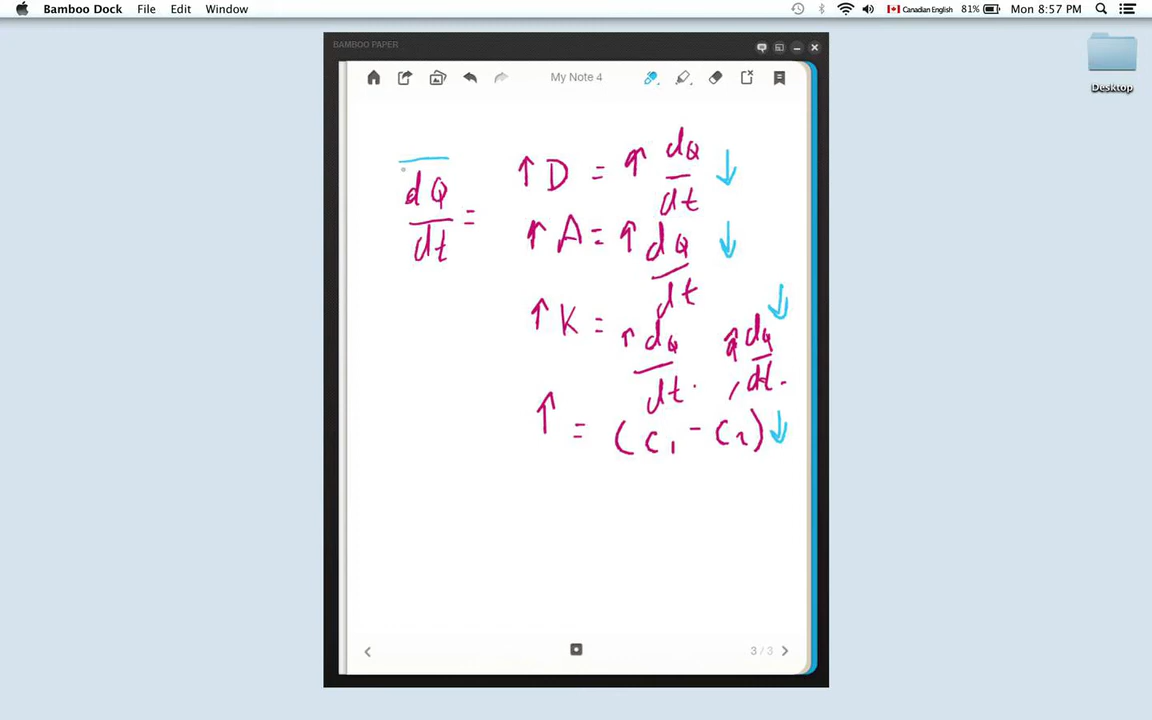 Bamboo Dock File Edit Window Canadian English 81% Mon 8:57 PM
BAMBOO PAPER
My Note 4
Desktop
dQ/dt =
↑ D = ↑ dQ/dt ↓
↑ A = ↑ dQ/dt ↓
↑ K = ↑ dQ/dt. , ↑ dQ/dt. ↓
↑ = (C1 - C2) ↓
3 / 3